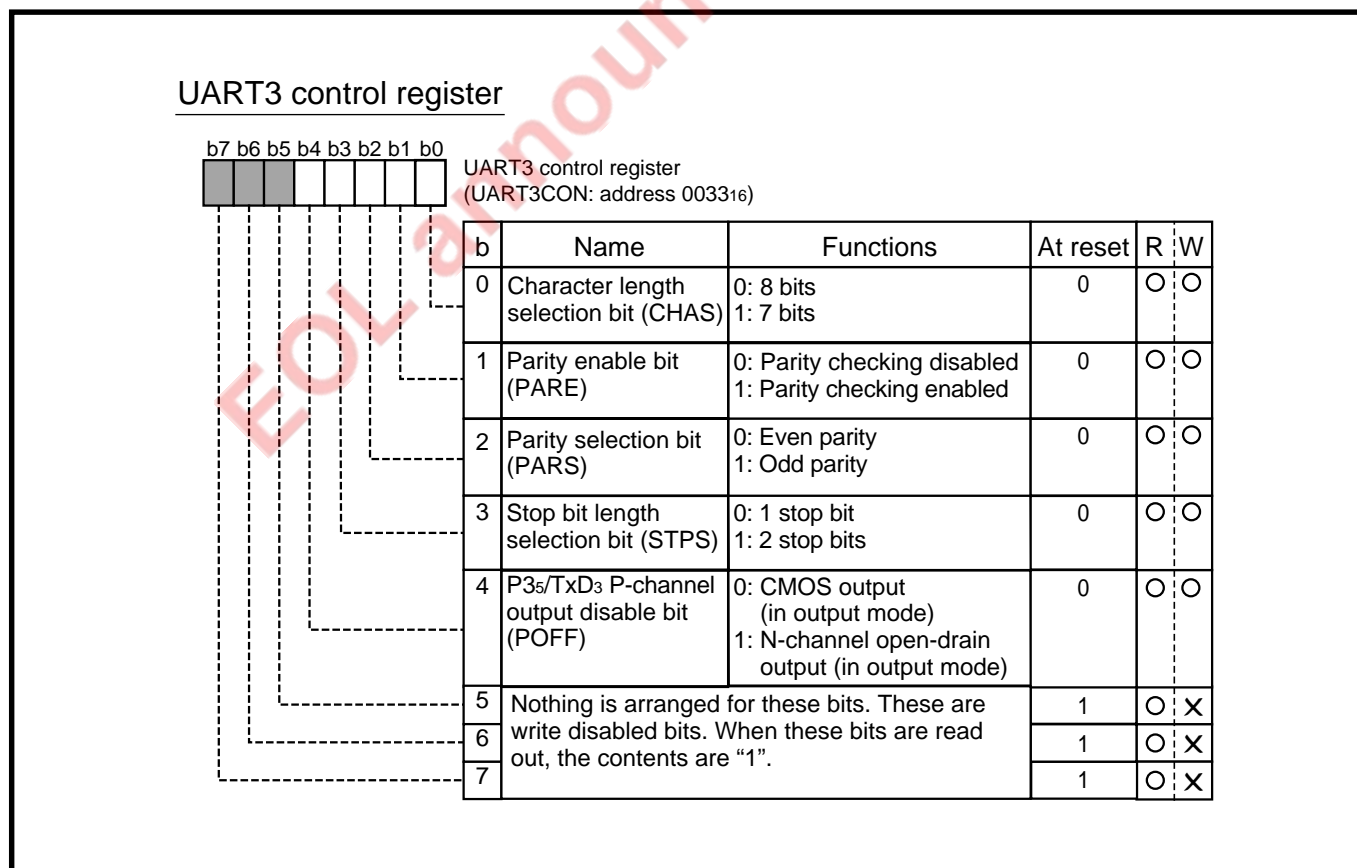 UART3 control register
b7 b6 b5 b4 b3 b2 b1 b0
UART3 control register
(UART3CON: address 003316)
b Name Functions At reset R W
0 Character length selection bit (CHAS) 0: 8 bits 1: 7 bits 0 O O
1 Parity enable bit (PARE) 0: Parity checking disabled 1: Parity checking enabled 0 O O
2 Parity selection bit (PARS) 0: Even parity 1: Odd parity 0 O O
3 Stop bit length selection bit (STPS) 0: 1 stop bit 1: 2 stop bits 0 O O
4 P35/TxD3 P-channel output disable bit (POFF) 0: CMOS output (in output mode) 1: N-channel open-drain output (in output mode) 0 O O
5 Nothing is arranged for these bits. These are write disabled bits. When these bits are read out, the contents are “1”. 1 O X
6 1 O X
7 1 O X
EOL announ